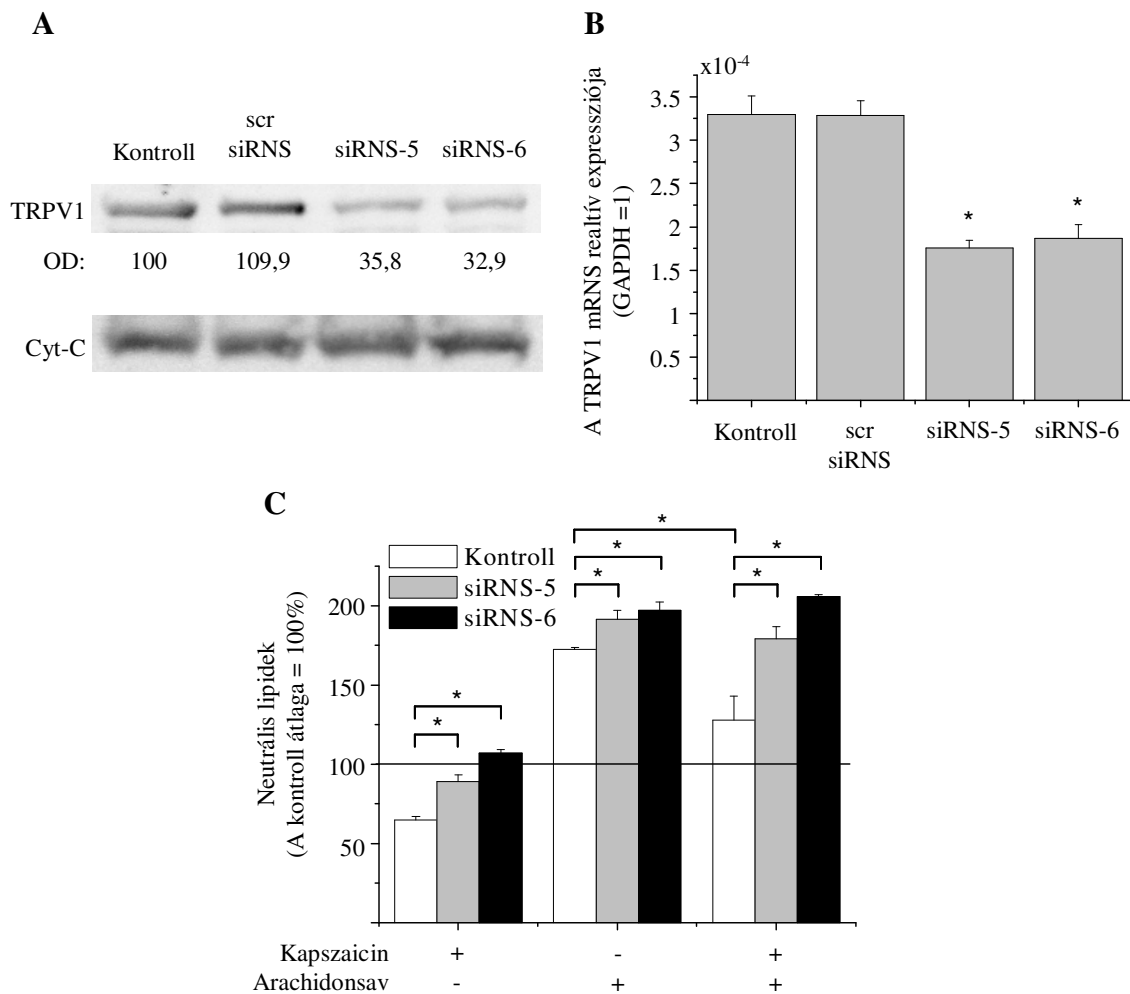 A
Kontroll
scr
siRNS
siRNS-5
siRNS-6
TRPV1
OD:
100
109,9
35,8
32,9
Cyt-C
B
x10-4
A TRPV1 mRNS realtív expressziója
((GAPDH =1)
3.5
3
2.5
2
1.5
1
0.5
*
*
Kontroll
scr
siRNS
siRNS-5
siRNS-6
C
Kontroll
siRNS-5
siRNS-6
Neutrális lipidek
(A kontroll átlaga = 100%)
200
150
100
50
*
*
*
*
*
*
*
Kapszaicin + - +
Arachidonsav - + +